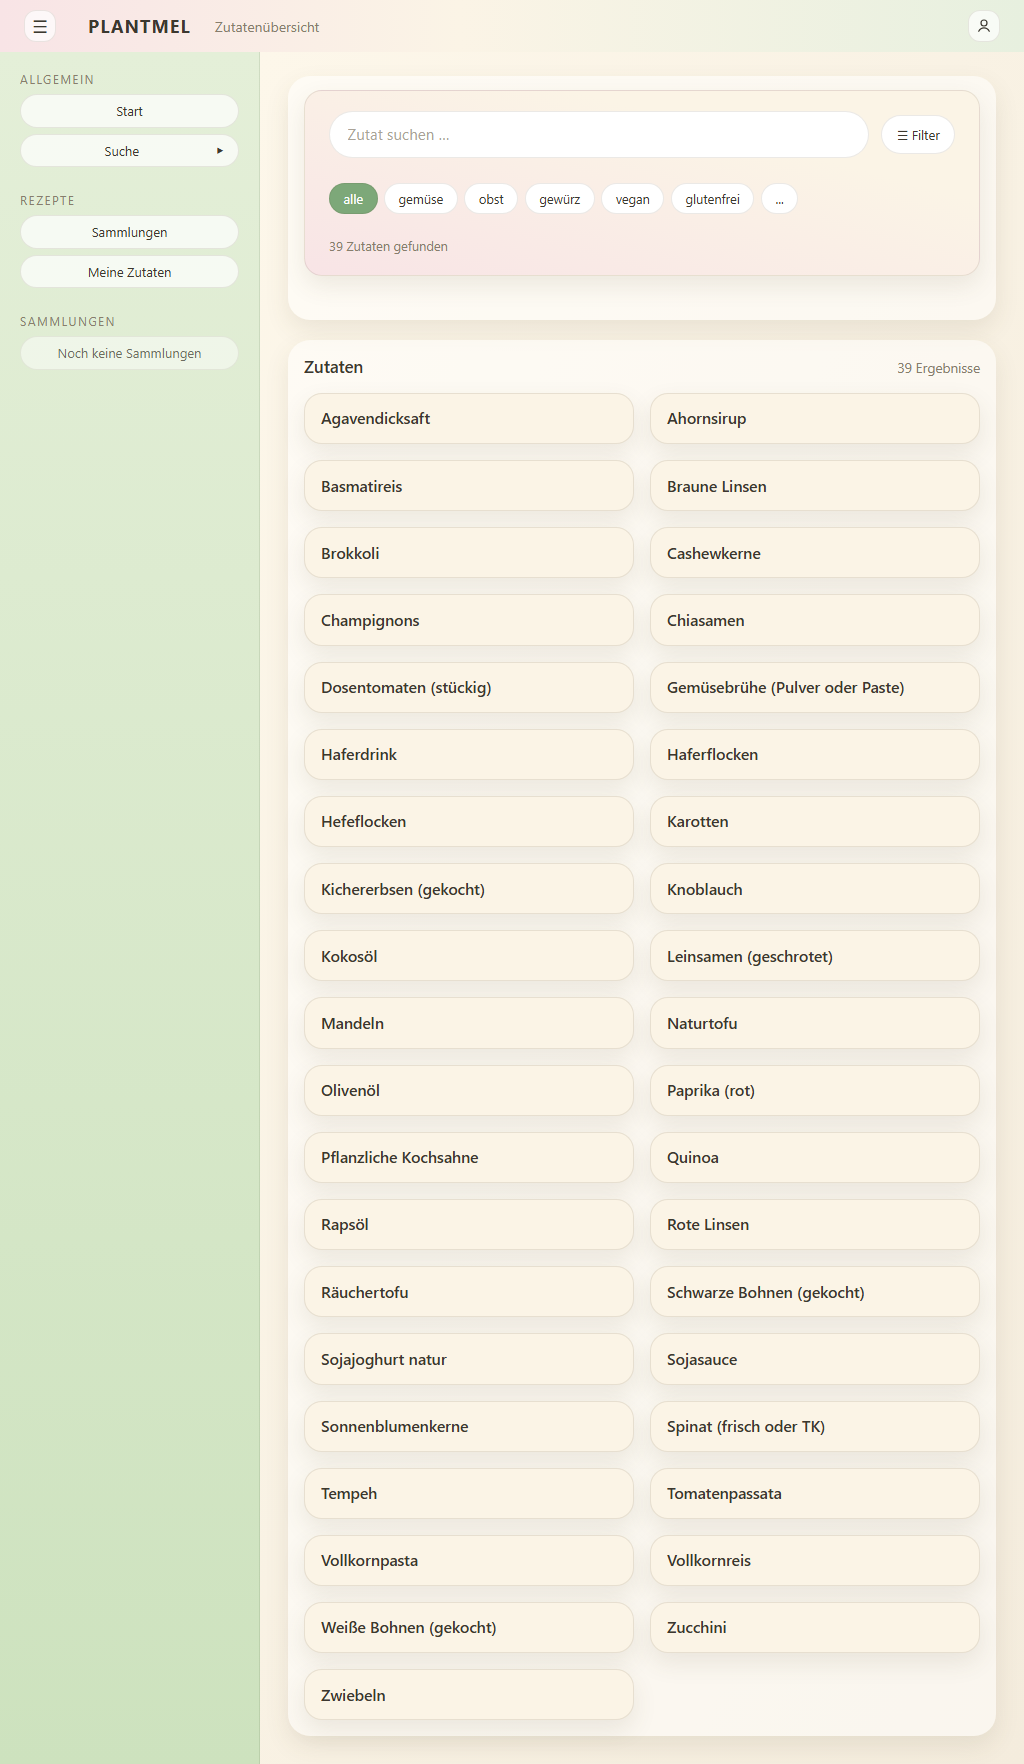 ☰ PLANTMEL Zutatenübersicht
ALLGEMEIN
Start
Suche ▸
REZEPTE
Sammlungen
Meine Zutaten
SAMMLUNGEN
Noch keine Sammlungen
Zutat suchen ...
☰ Filter
alle gemüse obst gewürz vegan glutenfrei ...
39 Zutaten gefunden
Zutaten 39 Ergebnisse
Agavendicksaft Ahornsirup
Basmatireis Braune Linsen
Brokkoli Cashewkerne
Champignons Chiasamen
Dosentomaten (stückig) Gemüsebrühe (Pulver oder Paste)
Haferdrink Haferflocken
Hefeflocken Karotten
Kichererbsen (gekocht) Knoblauch
Kokosöl Leinsamen (geschrotet)
Mandeln Naturtofu
Olivenöl Paprika (rot)
Pflanzliche Kochsahne Quinoa
Rapsöl Rote Linsen
Räuchertofu Schwarze Bohnen (gekocht)
Sojajoghurt natur Sojasauce
Sonnenblumenkerne Spinat (frisch oder TK)
Tempeh Tomatenpassata
Vollkornpasta Vollkornreis
Weiße Bohnen (gekocht) Zucchini
Zwiebeln